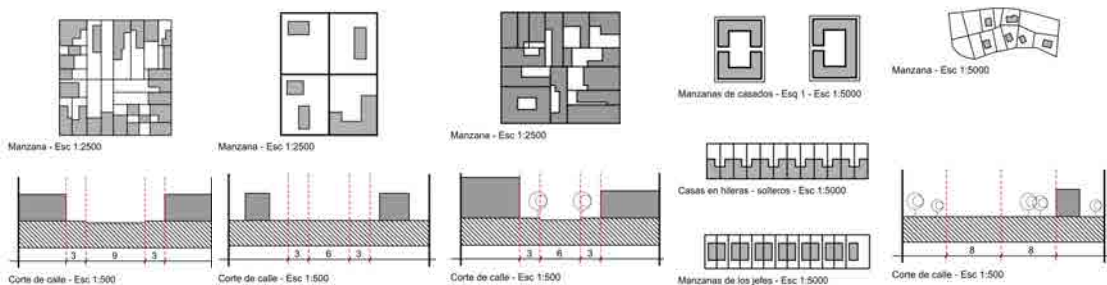 Manzana - Esc 1:2500
Manzana - Esc 1:2500
Manzana - Esc 1:2500
Manzanas de casados - Esq 1 - Esc 1:5000
Manzana - Esc 1:5000
Casas en hileras - solteros - Esc 1:5000
Manzanas de los jefes - Esc 1:5000
3 9 3
Corte de calle - Esc 1:500
3 6 3
Corte de calle - Esc 1:500
3 6 3
Corte de calle - Esc 1:500
8 8
Corte de calle - Esc 1:500